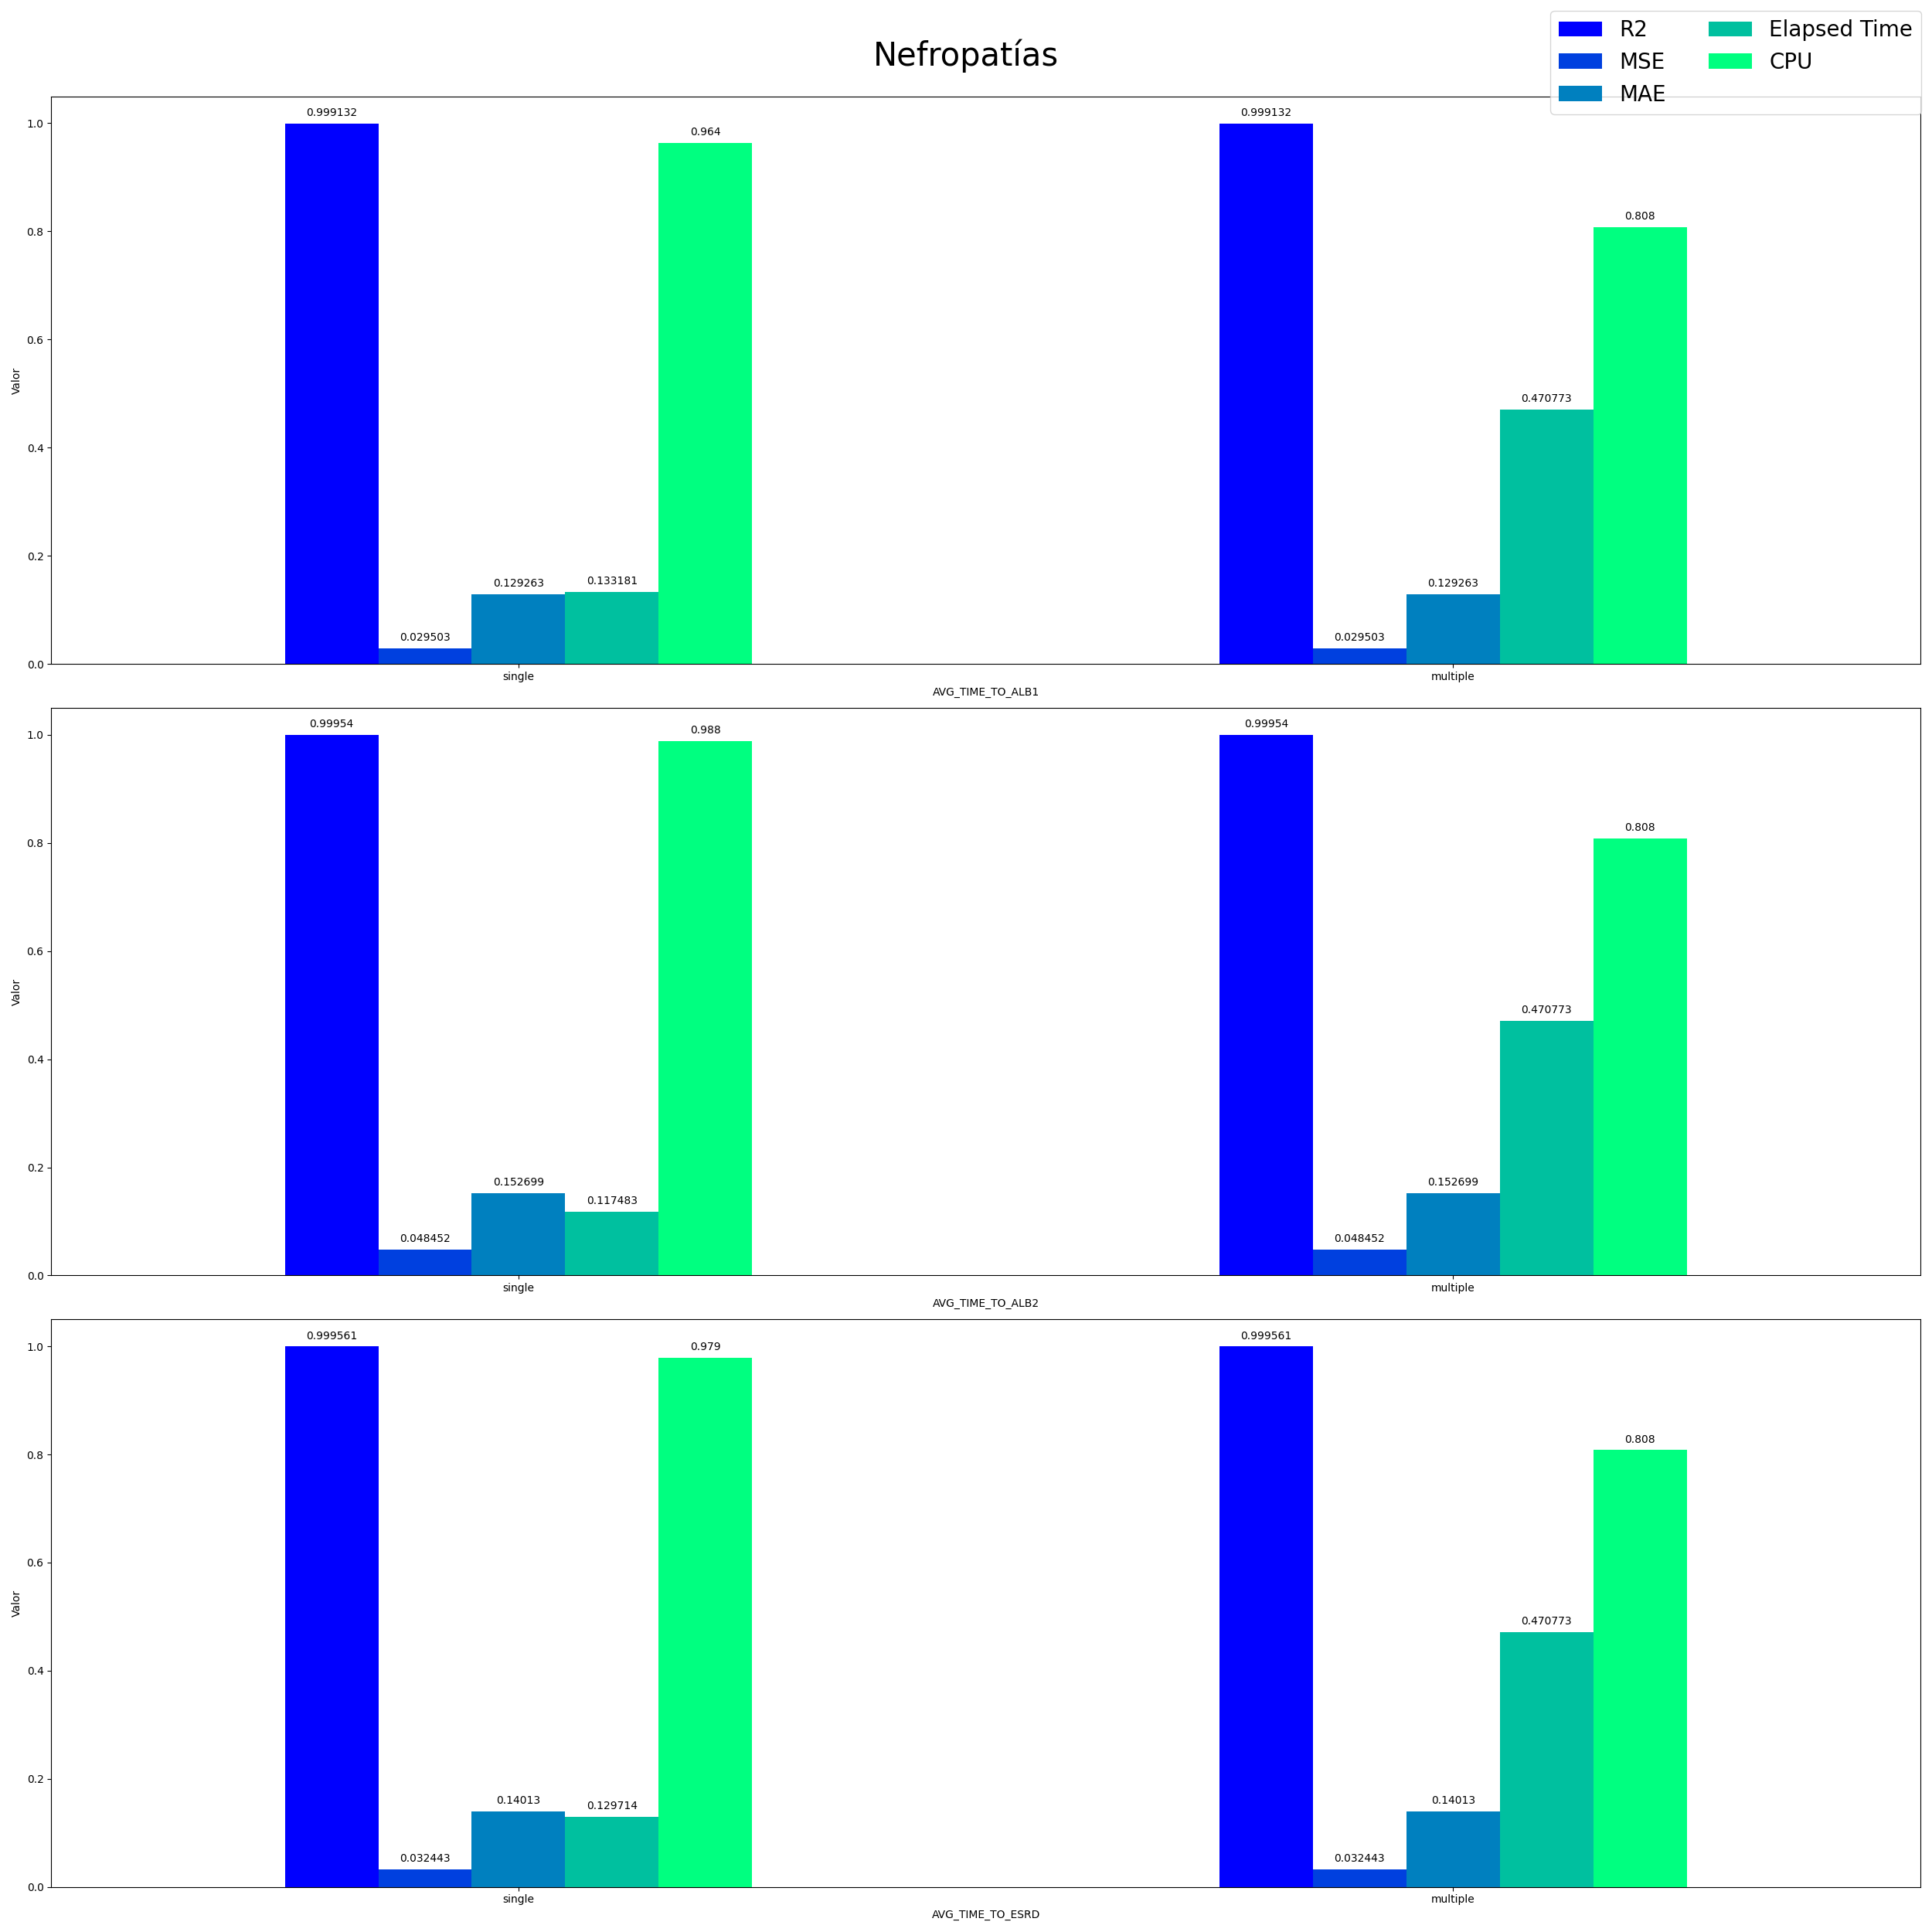 Nefropatías
R2
MSE
MAE
Elapsed Time
CPU
Valor
1.0
0.8
0.6
0.4
0.2
0.0
0.999132
0.029503
0.129263
0.133181
0.964
0.999132
0.029503
0.129263
0.470773
0.808
single
multiple
AVG_TIME_TO_ALB1
Valor
1.0
0.8
0.6
0.4
0.2
0.0
0.99954
0.048452
0.152699
0.117483
0.988
0.99954
0.048452
0.152699
0.470773
0.808
single
multiple
AVG_TIME_TO_ALB2
Valor
1.0
0.8
0.6
0.4
0.2
0.0
0.999561
0.032443
0.14013
0.129714
0.979
0.999561
0.032443
0.14013
0.470773
0.808
single
multiple
AVG_TIME_TO_ESRD